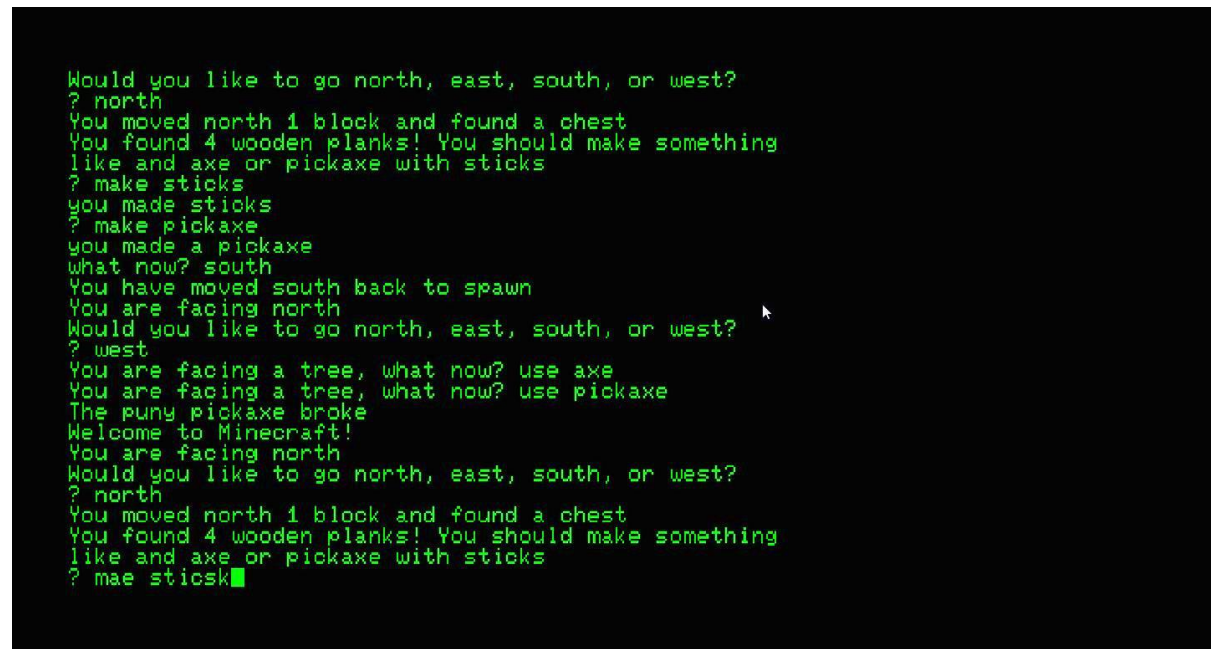 Would you like to go north, east, south, or west?
? north
You moved north 1 block and found a chest
You found 4 wooden planks! You should make something
like and axe or pickaxe with sticks
? make sticks
you made sticks
? make pickaxe
you made a pickaxe
what now? south
You have moved south back to spawn
You are facing north
Would you like to go north, east, south, or west?
? west
You are facing a tree, what now? use axe
You are facing a tree, what now? use pickaxe
The puny pickaxe broke
Welcome to Minecraft!
You are facing north
Would you like to go north, east, south, or west?
? north
You moved north 1 block and found a chest
You found 4 wooden planks! You should make something
like and axe or pickaxe with sticks
? mae sticsk